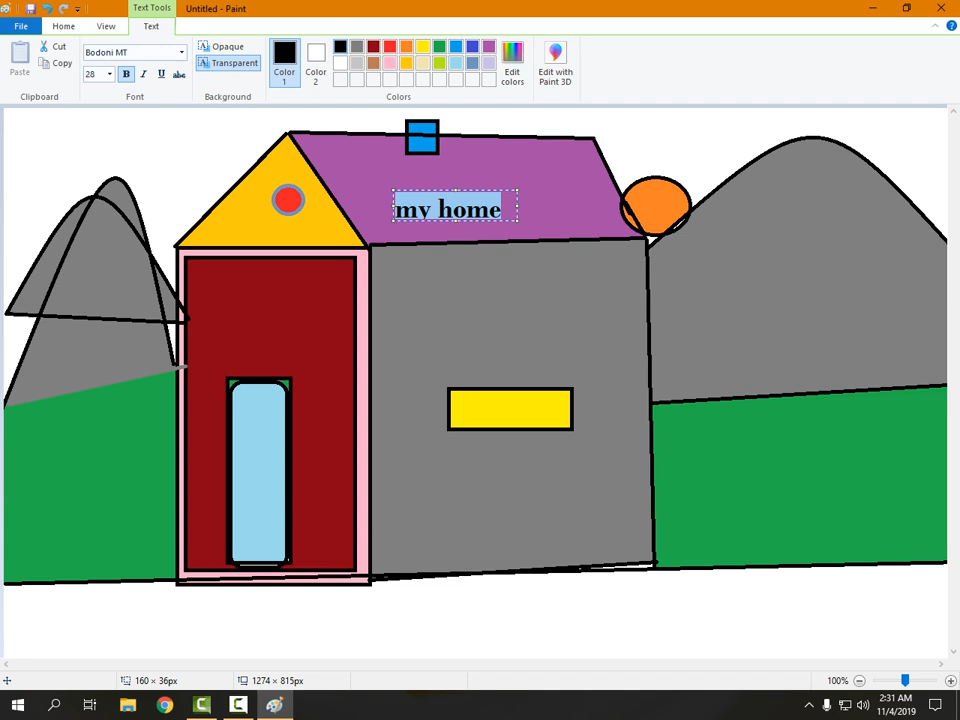 Text Tools
Untitled - Paint
File
Home
View
Text
Paste
Cut
Copy
Clipboard
Bodoni MT
28
B
I
U
abc
Font
Opaque
Transparent
Background
Color
1
Color
2
Edit
colors
Colors
Edit with
Paint 3D
my home
160 × 36px
1274 × 815px
100%
2:31 AM
11/4/2019